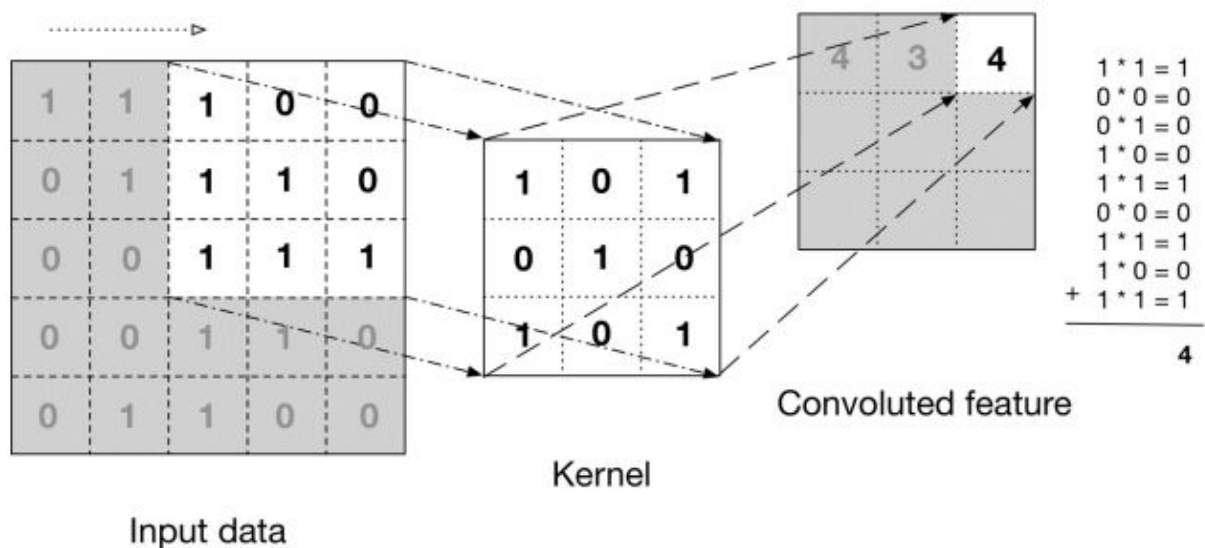 1 1 1 0 0
0 1 1 1 0
0 0 1 1 1
0 0 1 1 0
0 1 1 0 0
Input data
1 0 1
0 1 0
1 0 1
Kernel
4 3 4
Convoluted feature
1 * 1 = 1
0 * 0 = 0
0 * 1 = 0
1 * 0 = 0
1 * 1 = 1
0 * 0 = 0
1 * 1 = 1
1 * 0 = 0
+ 1 * 1 = 1
4